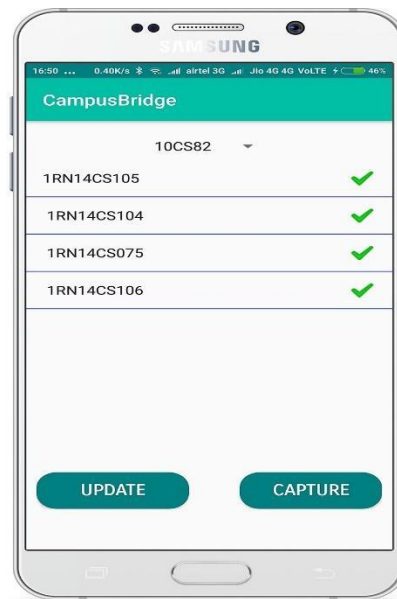 SAMSUNG
16:50 ... 0.40K/s airtel 3G Jio 4G 4G VoLTE 46%
CampusBridge
10CS82
1RN14CS105
1RN14CS104
1RN14CS075
1RN14CS106
UPDATE CAPTURE